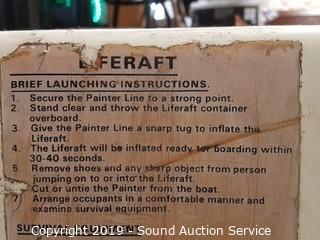 LIFERAFT
BRIEF LAUNCHING INSTRUCTIONS.
1. Secure the Painter Line to a strong point.
2. Stand clear and throw the Liferaft container
overboard.
3. Give the Painter Line a sharp tug to inflate the
Liferaft.
4. The Liferaft will be inflated ready for boarding within
30-40 seconds.
5. Remove shoes and any sharp object from person
jumping on to or into the Liferaft.
Cut or untie the Painter from the boat.
7. Arrange occupants in a comfortable manner and
examine survival equipment.
Copyright 2019 - Sound Auction Service